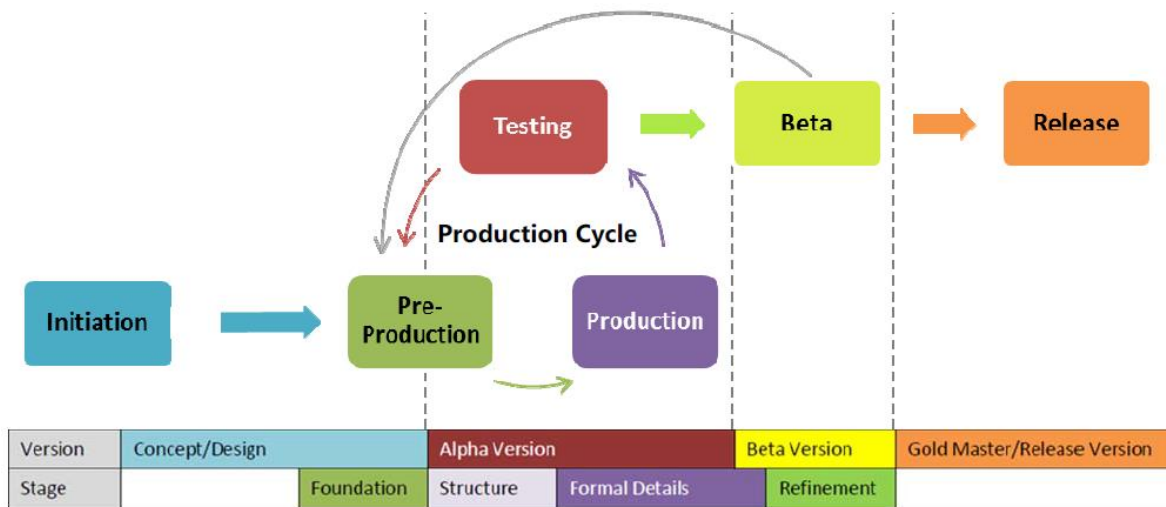 Testing
Beta
Release
Production Cycle
Initiation
Pre-
Production
Production
Version Concept/Design Alpha Version Beta Version Gold Master/Release Version
Stage Foundation Structure Formal Details Refinement